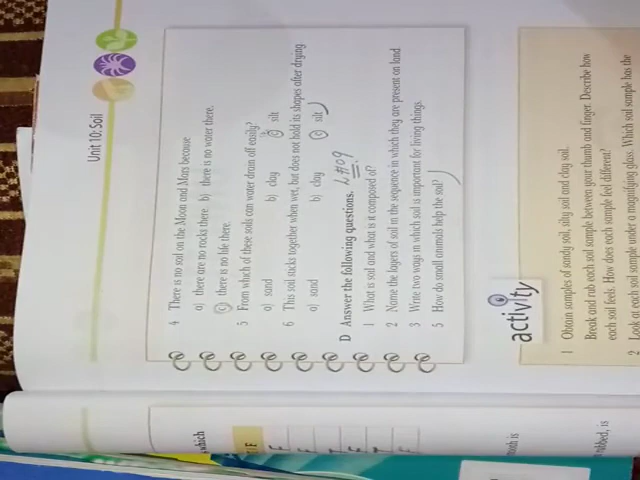 Unit 10: Soil
4 There is no soil on the Moon and Mars because
a) there are no rocks there b) there is no water there.
c) there is no life there.
5 From which of these soils can water drain off easily?
a) sand b) clay c) silt
6 This soil sticks together when wet, but does not hold its shapes after drying
a) sand b) clay c) silt
D Answer the following questions. L#09
1 What is soil and what is it composed of?
2 Name the layers of soil in the sequence in which they are present on land
3 Write two ways in which soil is important for living things.
5 How do small animals help the soil?
activity
1 Obtain samples of sandy soil, silty soil and clay soil.
Break and rub each soil sample between your thumb and finger. Describe how
each soil feels. How does each sample feel different?
2 Look at each soil sample under a magnifying glass. Which soil sample has the
which
F
F
F
T
F
T
F
rubbed, is